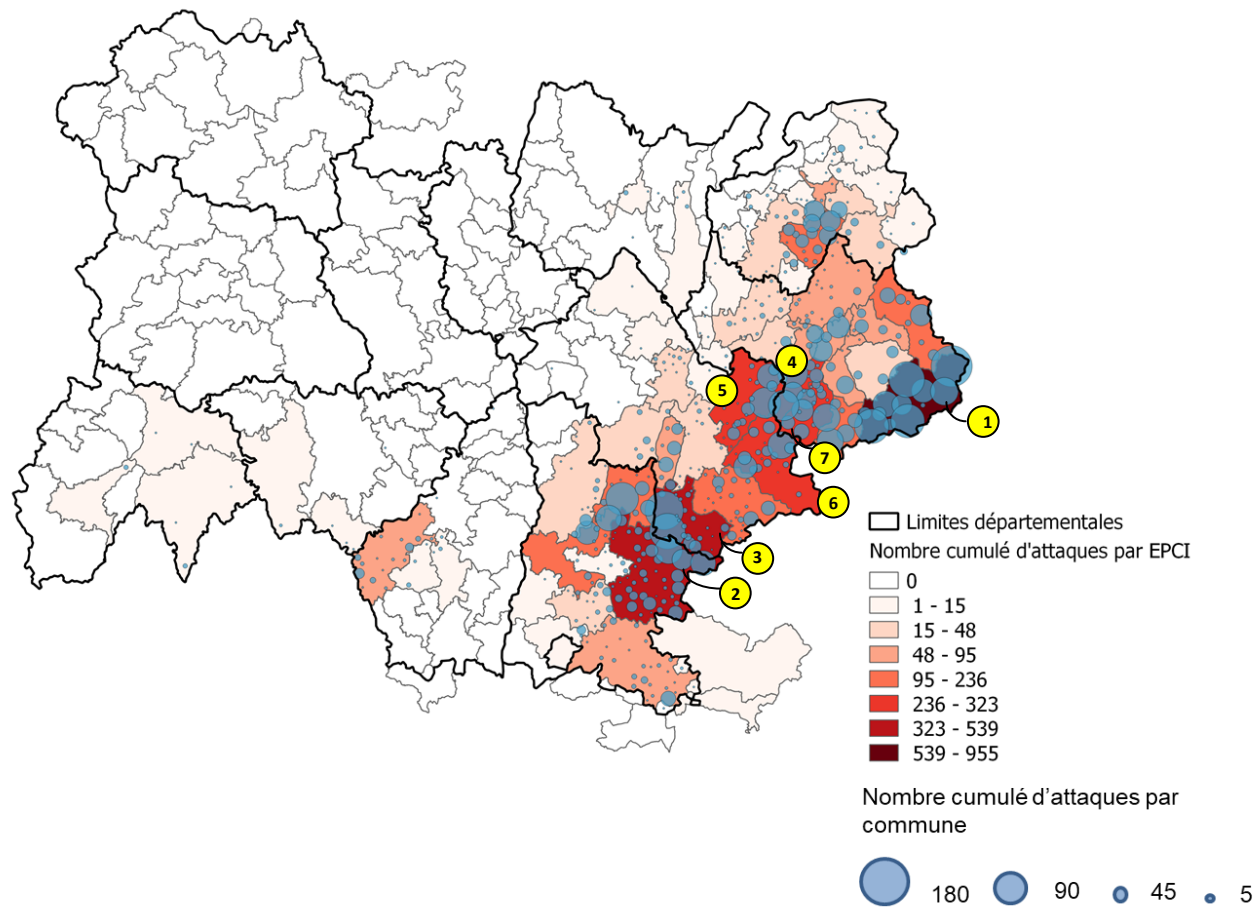 4
5
1
7
6
Limites départementales
Nombre cumulé d'attaques par EPCI
0
1 - 15
15 - 48
48 - 95
95 - 236
236 - 323
323 - 539
539 - 955
3
2
Nombre cumulé d'attaques par
commune
180 90 45 5